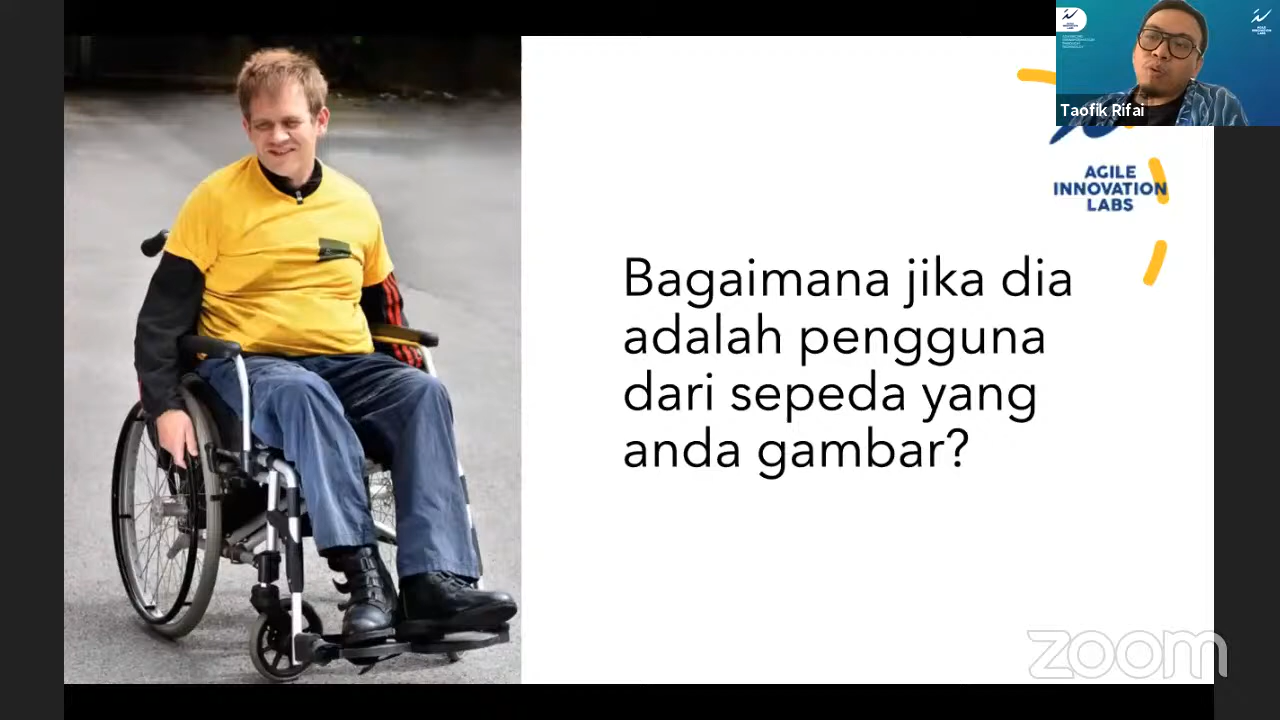 Taofik Rifai
AGILE
INNOVATION
LABS
Bagaimana jika dia
adalah pengguna
dari sepeda yang
anda gambar?
zoom